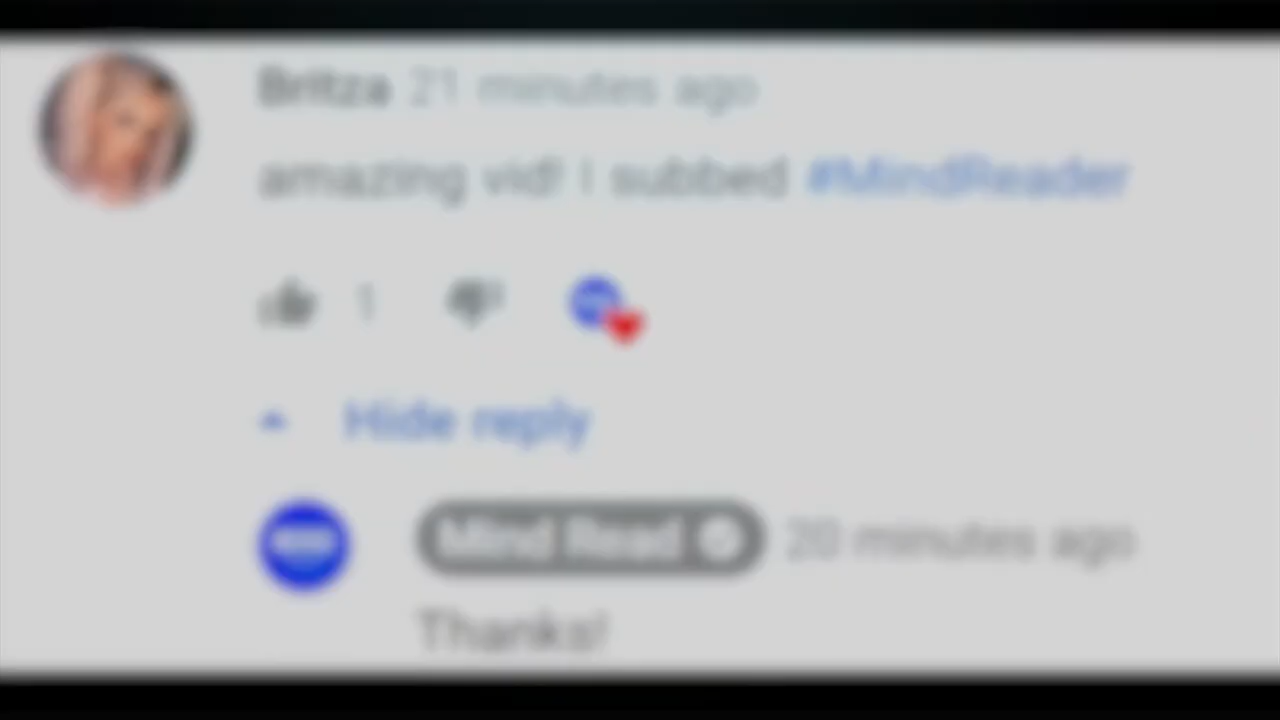 Britza 21 minutes ago
amazing vid! I subbed #MindReader
1
Hide reply
Mind Read 20 minutes ago
Thanks!